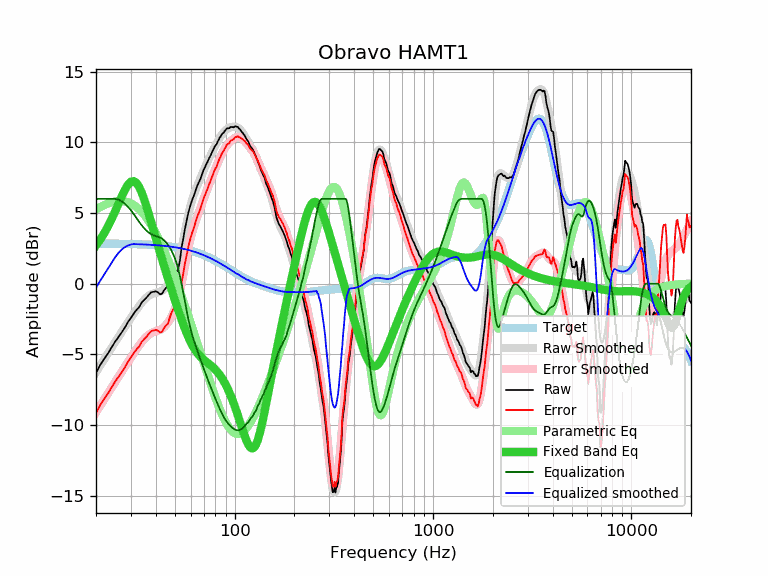 Obravo HAMT1
15
10
5
0
−5
−10
−15
Amplitude (dBr)
100
1000
10000
Frequency (Hz)
Target
Raw Smoothed
Error Smoothed
Raw
Error
Parametric Eq
Fixed Band Eq
Equalization
Equalized smoothed